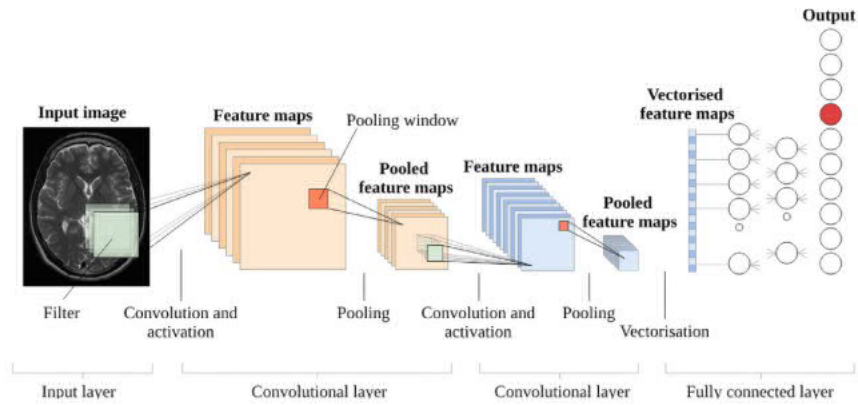 Output
Input image
Feature maps
Pooling window
Vectorised
feature maps
Pooled
feature maps
Feature maps
Pooled
feature maps
Filter
Convolution and
activation
Pooling
Convolution and
activation
Pooling
Vectorisation
Input layer
Convolutional layer
Convolutional layer
Fully connected layer